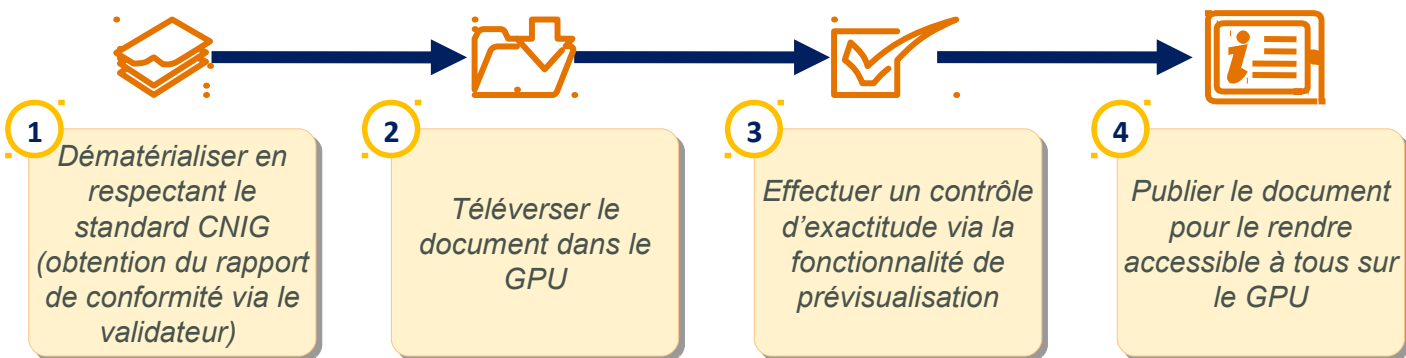 1
Dématérialiser en
respectant le
standard CNIG
(obtention du rapport
de conformité via le
validateur)
2
Téléverser le
document dans le
GPU
3
Effectuer un contrôle
d’exactitude via la
fonctionnalité de
prévisualisation
4
Publier le document
pour le rendre
accessible à tous sur
le GPU